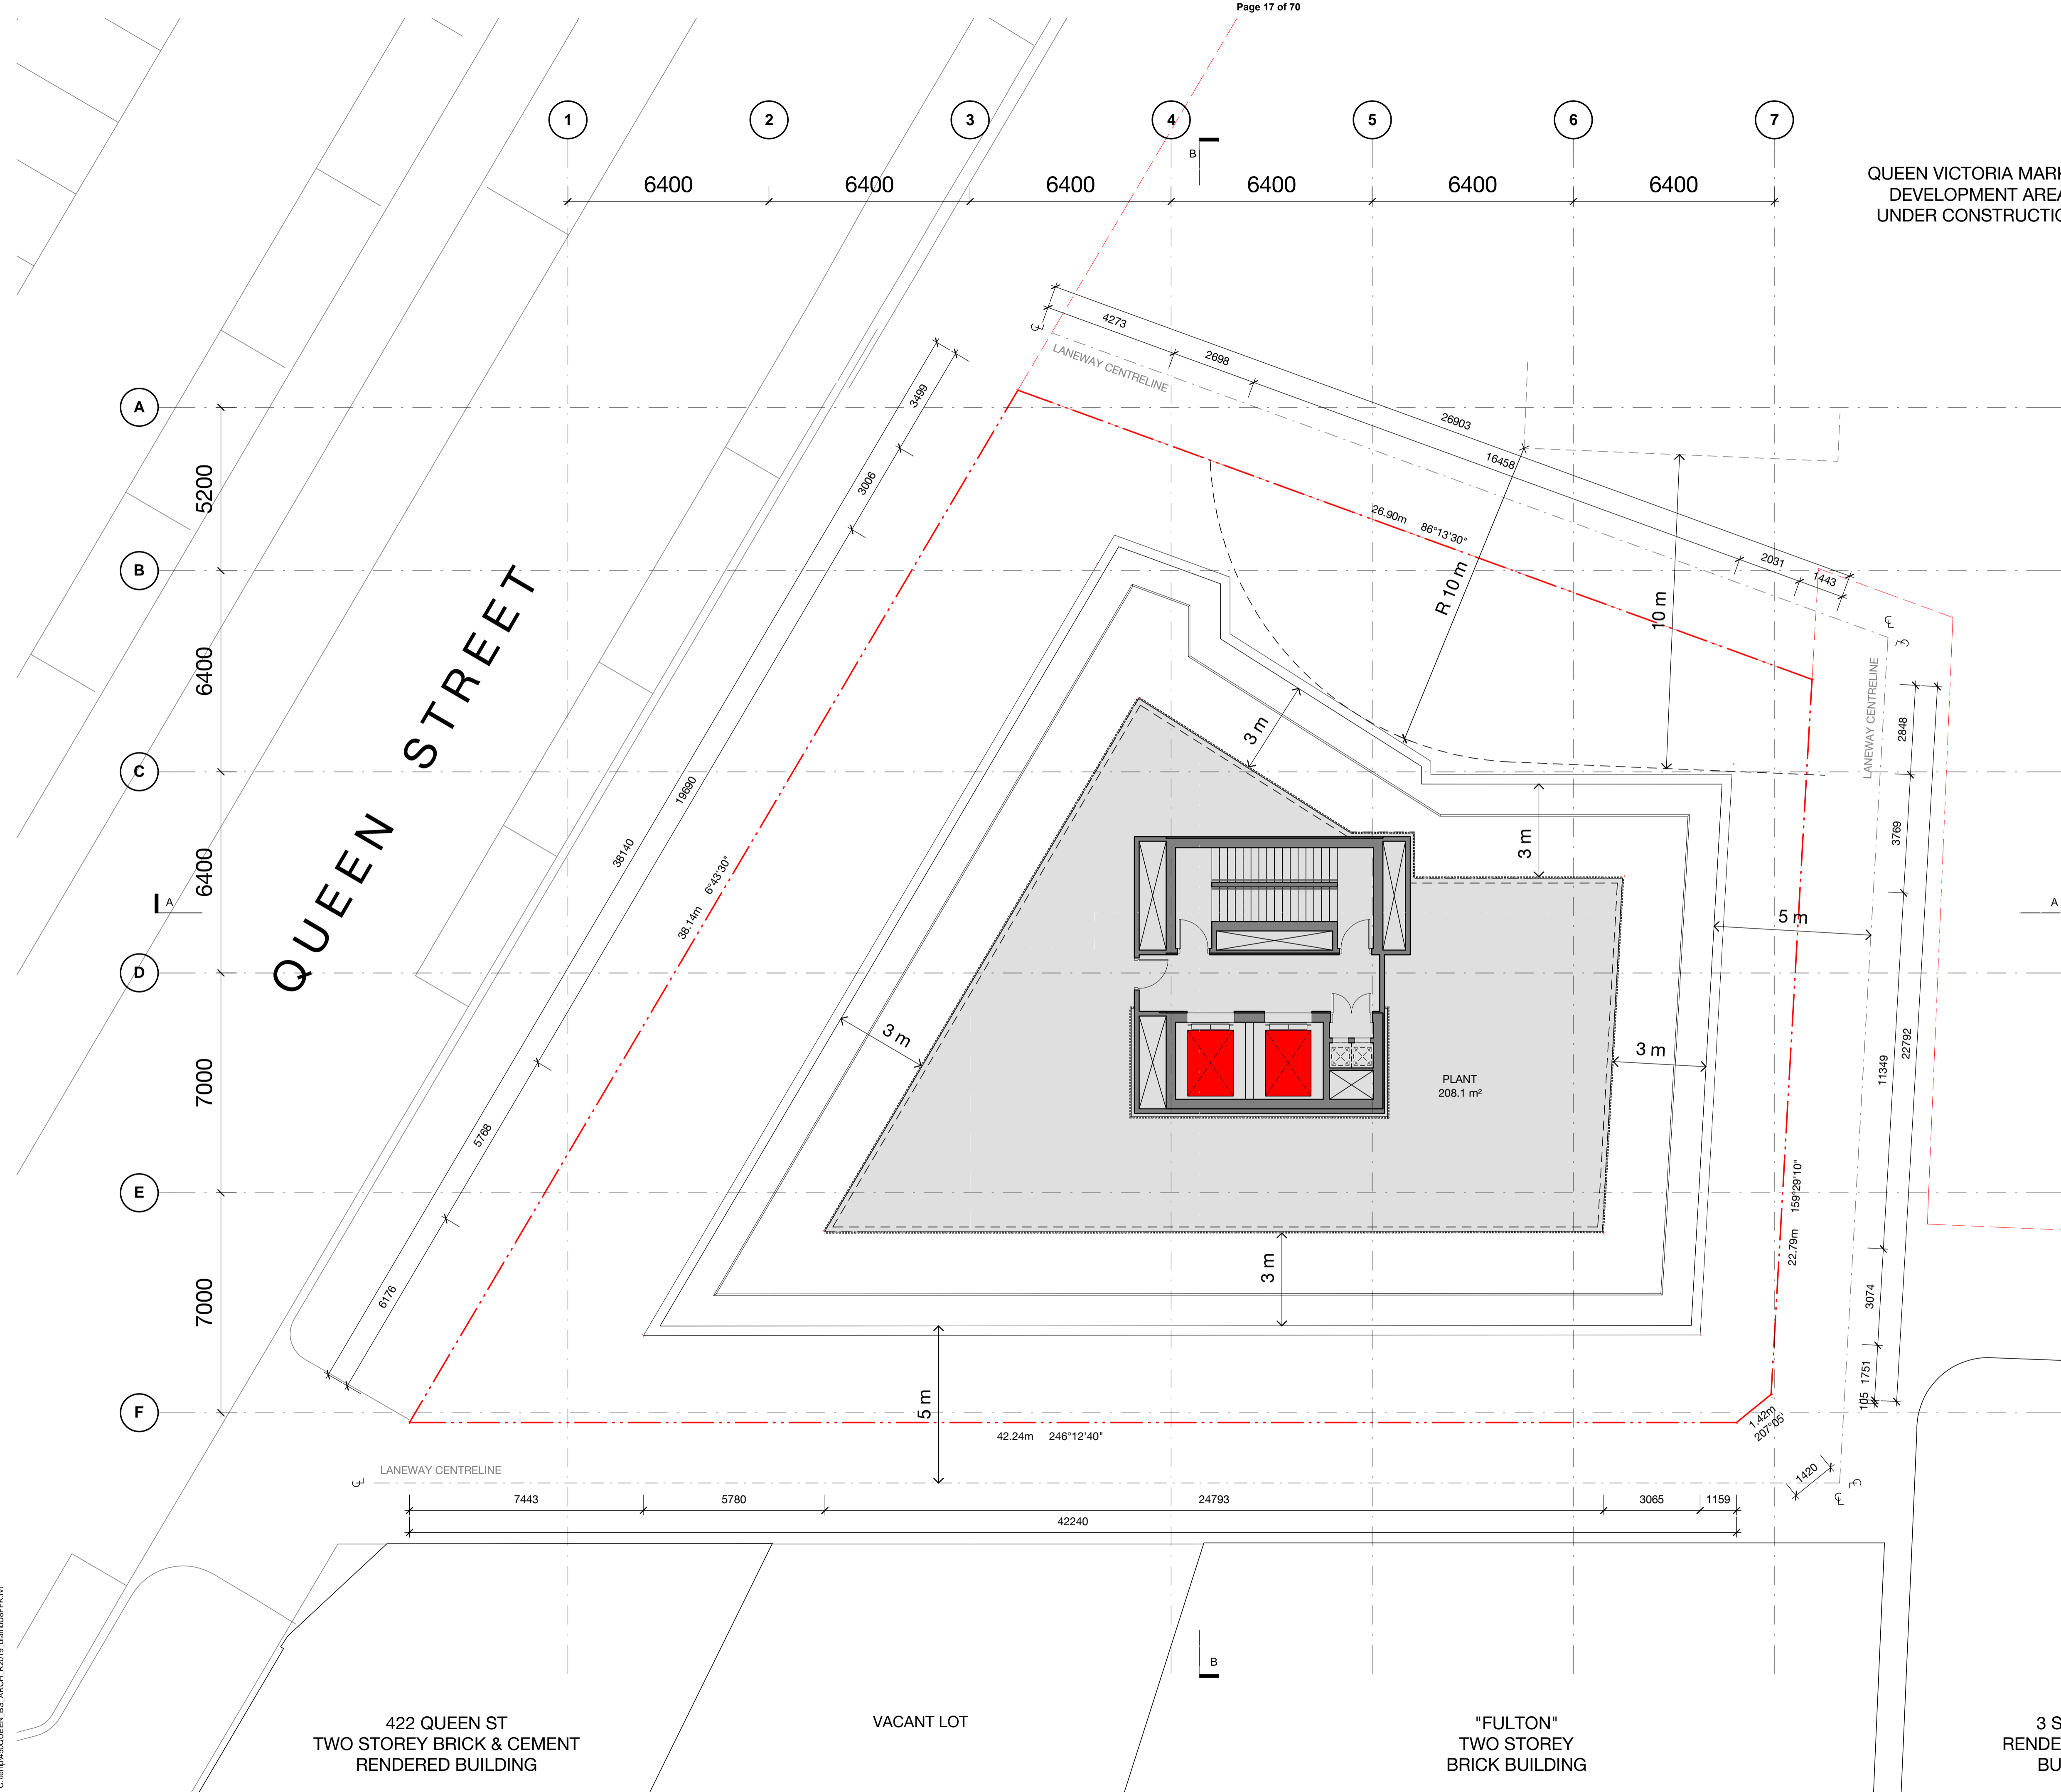 Page 17 of 70
1
2
3
4
5
6
7
B
6400
6400
6400
6400
6400
6400
QUEEN VICTORIA
DEVELOPMENT
UNDER
4273
2698
LANEWAY CENTRELINE
26903
16458
26.90m 86°13'30"
2031
1443
R 10 m
10 m
A
5200
B
6400
C
6400
A
D
7000
E
7000
F
QUEEN STREET
3499
3006
19690
38140
38.14m 6°43'30"
5768
6176
3 m
3 m
5 m
3 m
3 m
3 m
5 m
PLANT
208.1 m²
LANEWAY CENTRELINE
2848
3769
A
11349
22792
159°29'10"
22.79m
3074
1751
105
1.42m
207°05'
1420
42.24m 246°12'40"
LANEWAY CENTRELINE
7443
5780
24793
3065
1159
42240
B
422 QUEEN ST
TWO STOREY BRICK & CEMENT
RENDERED BUILDING
VACANT LOT
"FULTON"
TWO STOREY
BRICK BUILDING
3